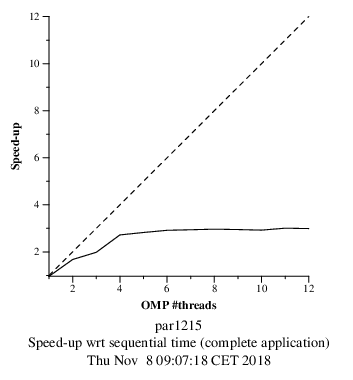 12
10
8
6
4
2
Speed-up
2
4
6
8
10
12
OMP #threads
par1215
Speed-up wrt sequential time (complete application)
Thu Nov  8 09:07:18 CET 2018